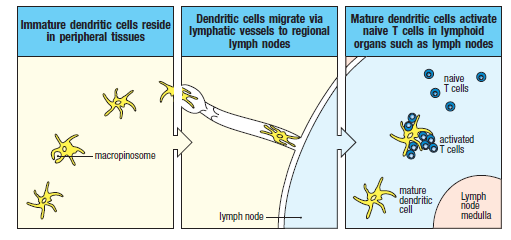 Immature dendritic cells reside
in peripheral tissues
Dendritic cells migrate via
lymphatic vessels to regional
lymph nodes
Mature dendritic cells activate
naive T cells in lymphoid
organs such as lymph nodes
macropinosome
lymph node
naive
T cells
activated
T cells
mature
dendritic
cell
Lymph
node
medulla